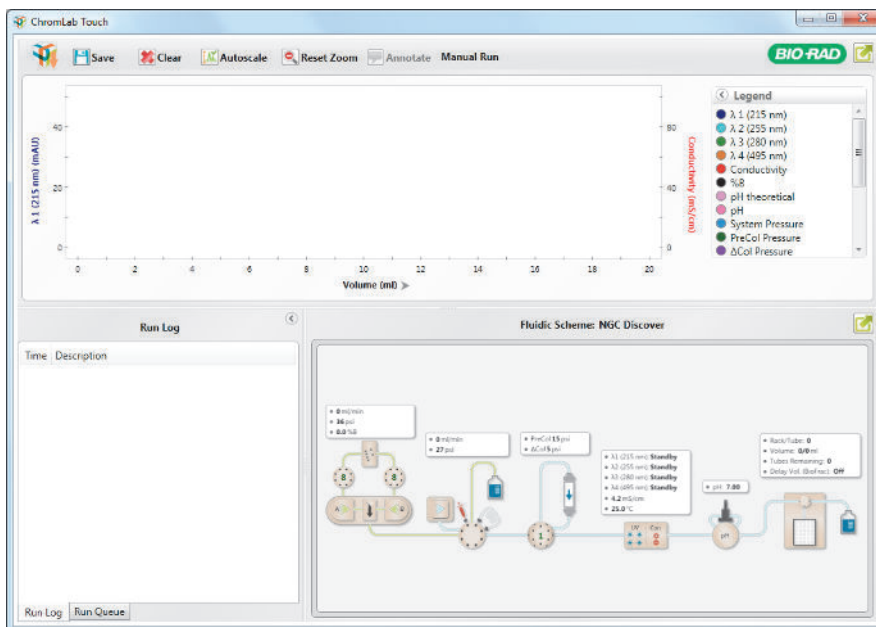 ChromLab Touch
Save Clear Autoscale Reset Zoom Annotate Manual Run
BIO-RAD
λ 1 (215 nm) (mAU)
40
20
0
Conductivity (mS/cm)
80
40
0
0 2 4 6 8 10 12 14 16 18 20
Volume (ml)
Legend
λ 1 (215 nm)
λ 2 (255 nm)
λ 3 (280 nm)
λ 4 (495 nm)
Conductivity
%B
pH theoretical
pH
System Pressure
PreCol Pressure
ΔCol Pressure
Run Log
Time Description
Run Log Run Queue
Fluidic Scheme: NGC Discover
0 ml/min
36 psi
0.0 %B
8 8
A B
0 ml/min
27 psi
PreCol 15 psi
ΔCol 5 psi
1
λ1 (215 nm): Standby
λ2 (255 nm): Standby
λ3 (280 nm): Standby
λ4 (495 nm): Standby
4.2 mS/cm
25.0 °C
UV Con
pH: 7.00
pH
Rack/Tube: 0
Volume: 0/0 ml
Tubes Remaining: 0
Delay Vol. (BioFrac): Off